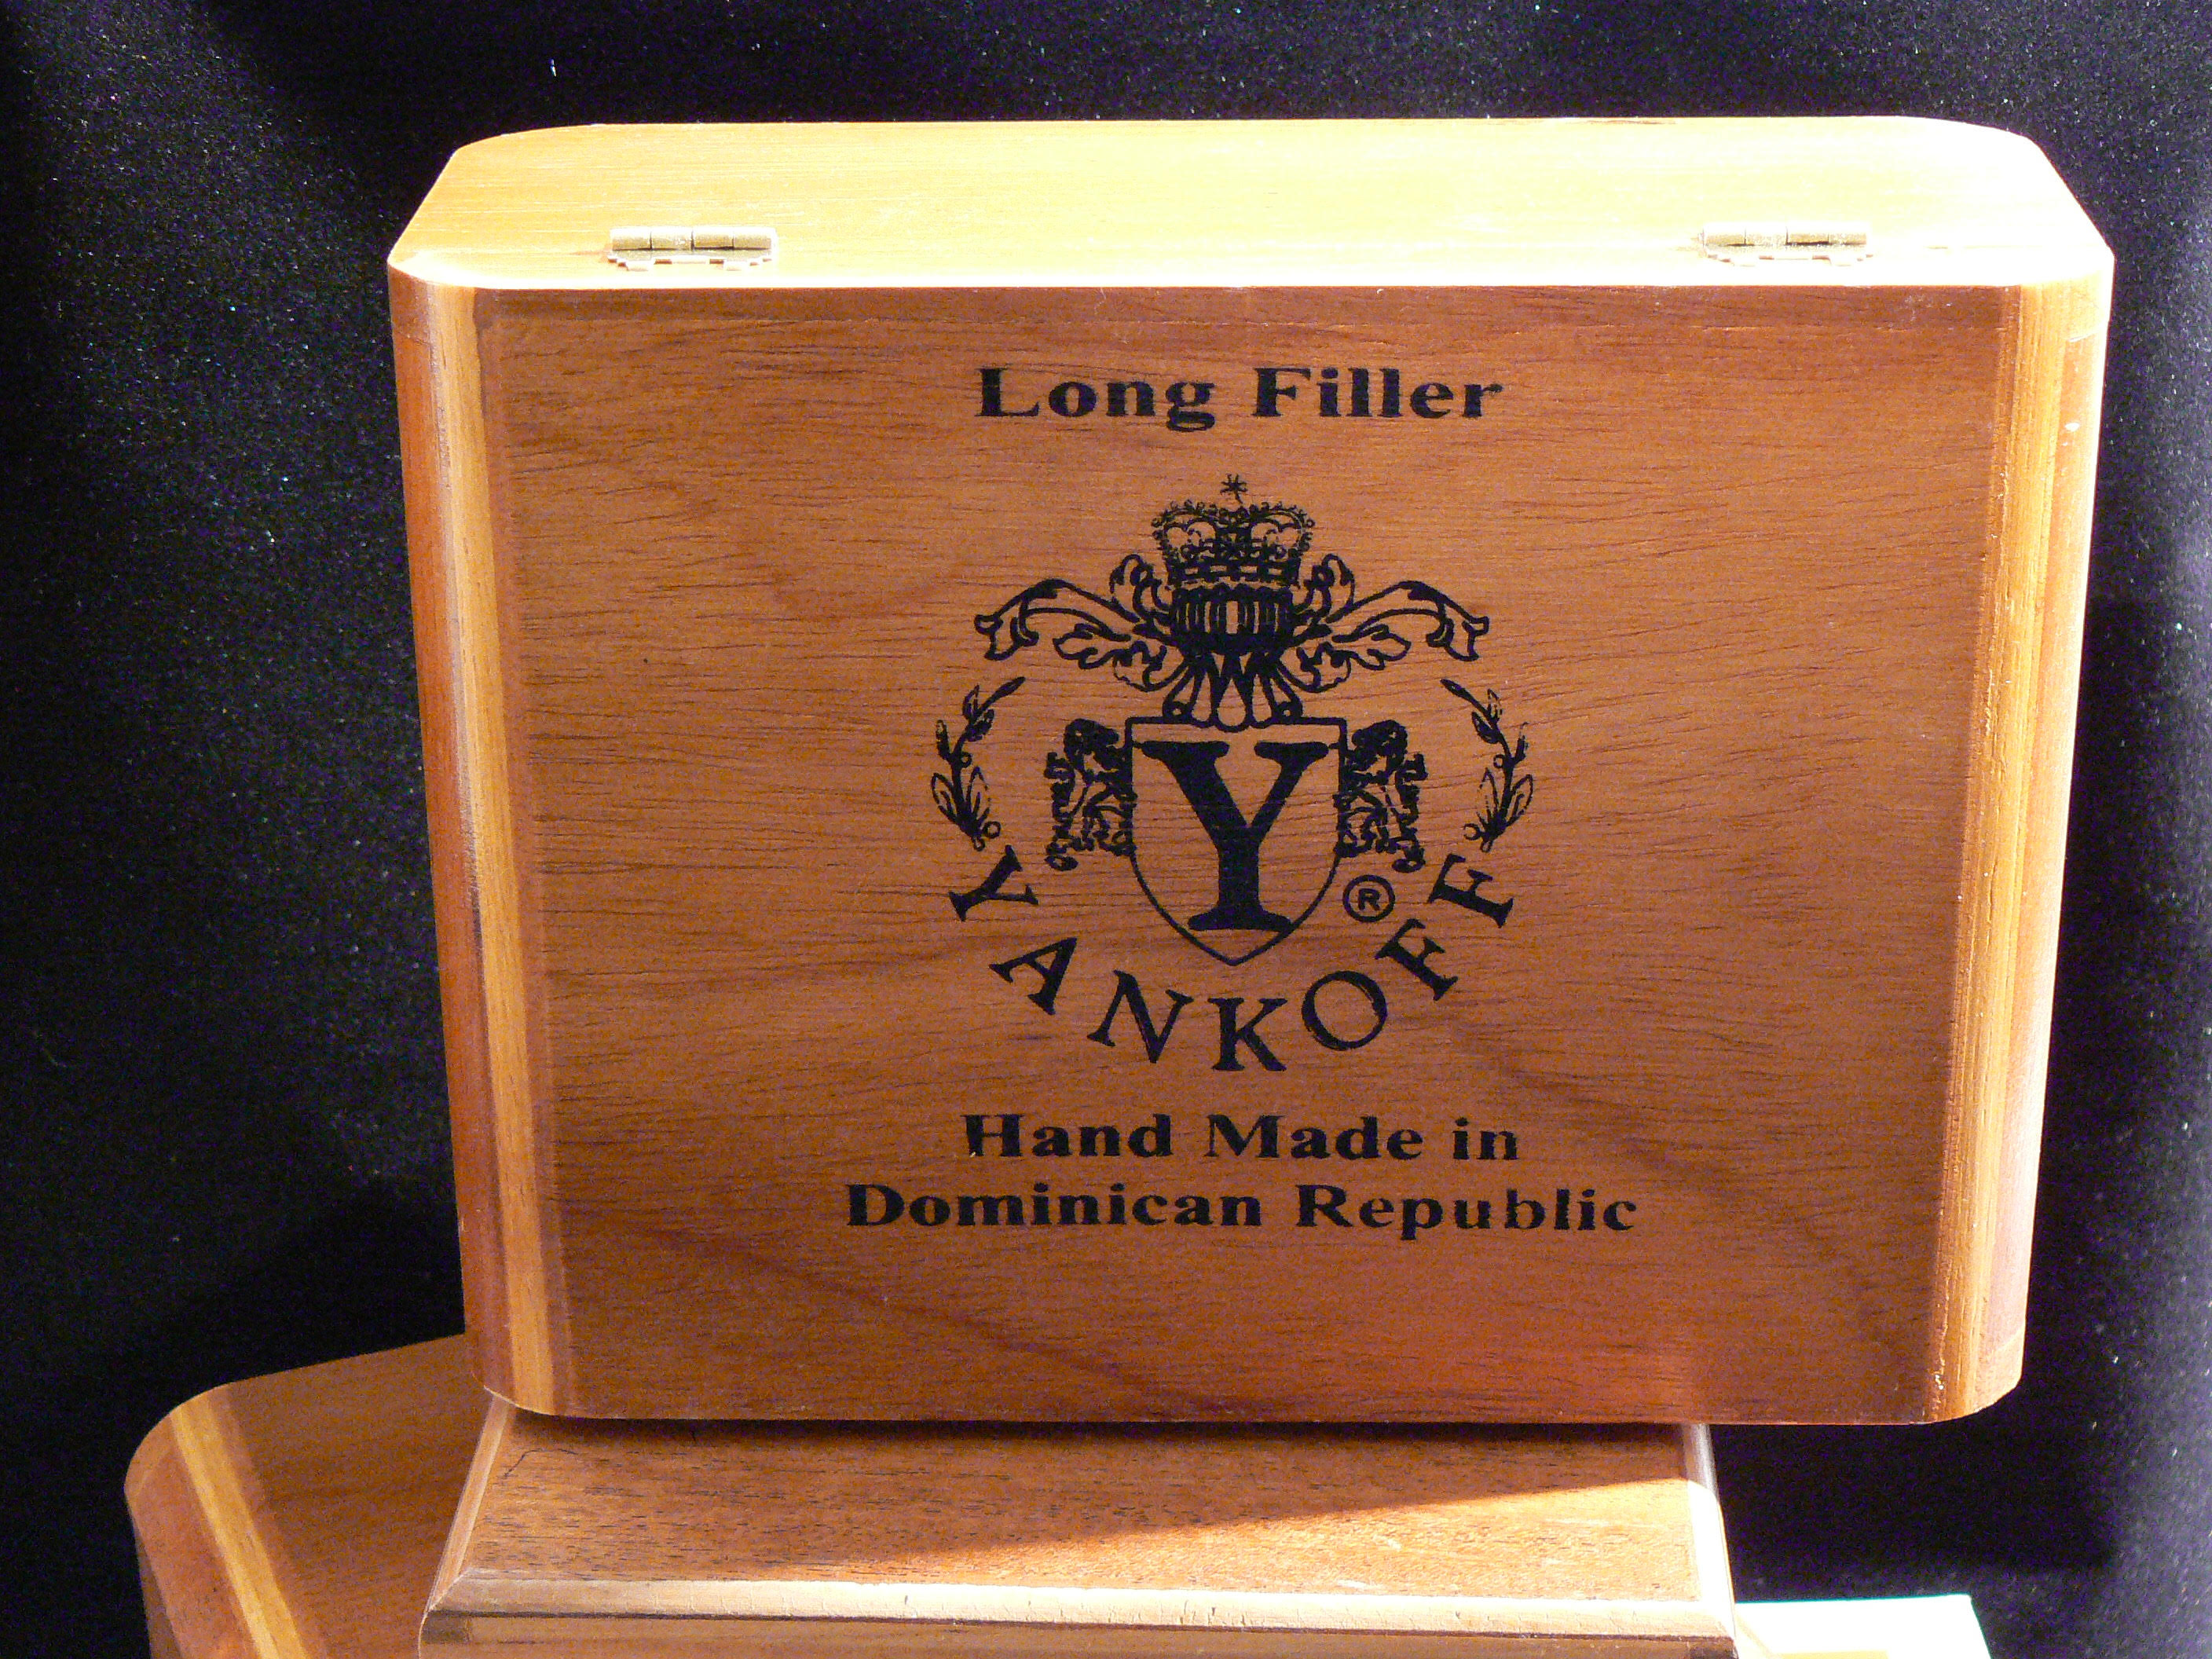 Long Filler
Y
®
YANKOFF
Hand Made in
Dominican Republic